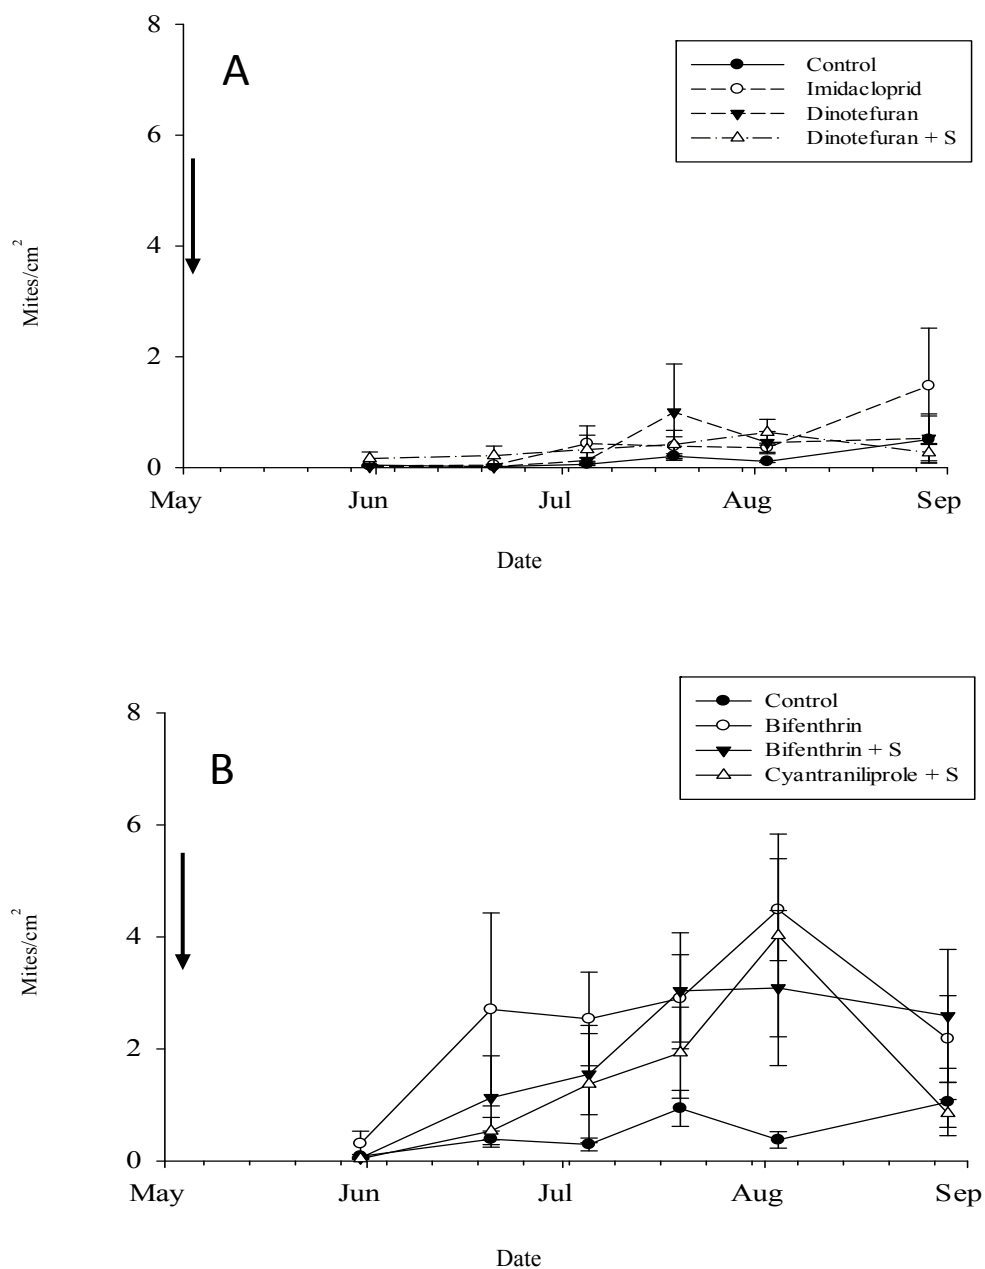 8
A
Control
Imidacloprid
Dinotefuran
Dinotefuran + S
6
4
Mites/cm2
2
0
May Jun Jul Aug Sep
Date
8
B
Control
Bifenthrin
Bifenthrin + S
Cyantraniliprole + S
6
4
Mites/cm2
2
0
May Jun Jul Aug Sep
Date